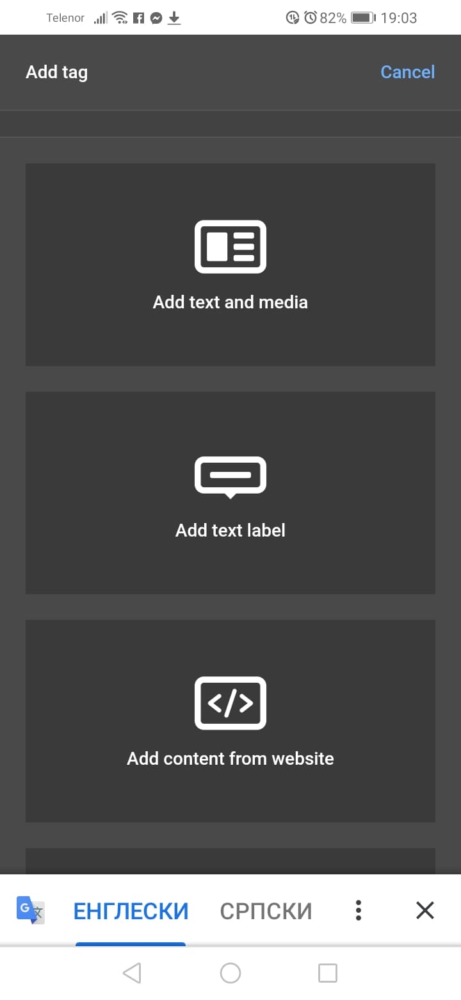 Telenor 82% 19:03
Add tag Cancel
Add text and media
Add text label
</>
Add content from website
G 文 ЕНГЛЕСКИ СРПСКИ